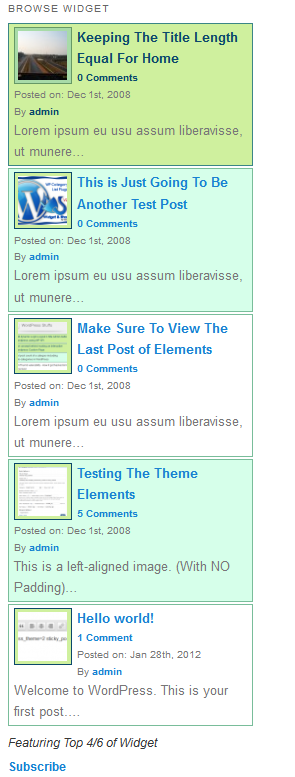 BROWSE WIDGET
Keeping The Title Length
Equal For Home
0 Comments
Posted on: Dec 1st, 2008
By admin
Lorem ipsum eu usu assum liberavisse,
ut munere...
This is Just Going To Be
Another Test Post
0 Comments
Posted on: Dec 1st, 2008
By admin
Lorem ipsum eu usu assum liberavisse,
ut munere...
Make Sure To View The
Last Post of Elements
0 Comments
Posted on: Dec 1st, 2008
By admin
Lorem ipsum eu usu assum liberavisse,
ut munere...
Testing The Theme
Elements
5 Comments
Posted on: Dec 1st, 2008
By admin
This is a left-aligned image. (With NO
Padding)...
Hello world!
1 Comment
Posted on: Jan 28th, 2012
By admin
Welcome to WordPress. This is your
first post....
Featuring Top 4/6 of Widget
Subscribe